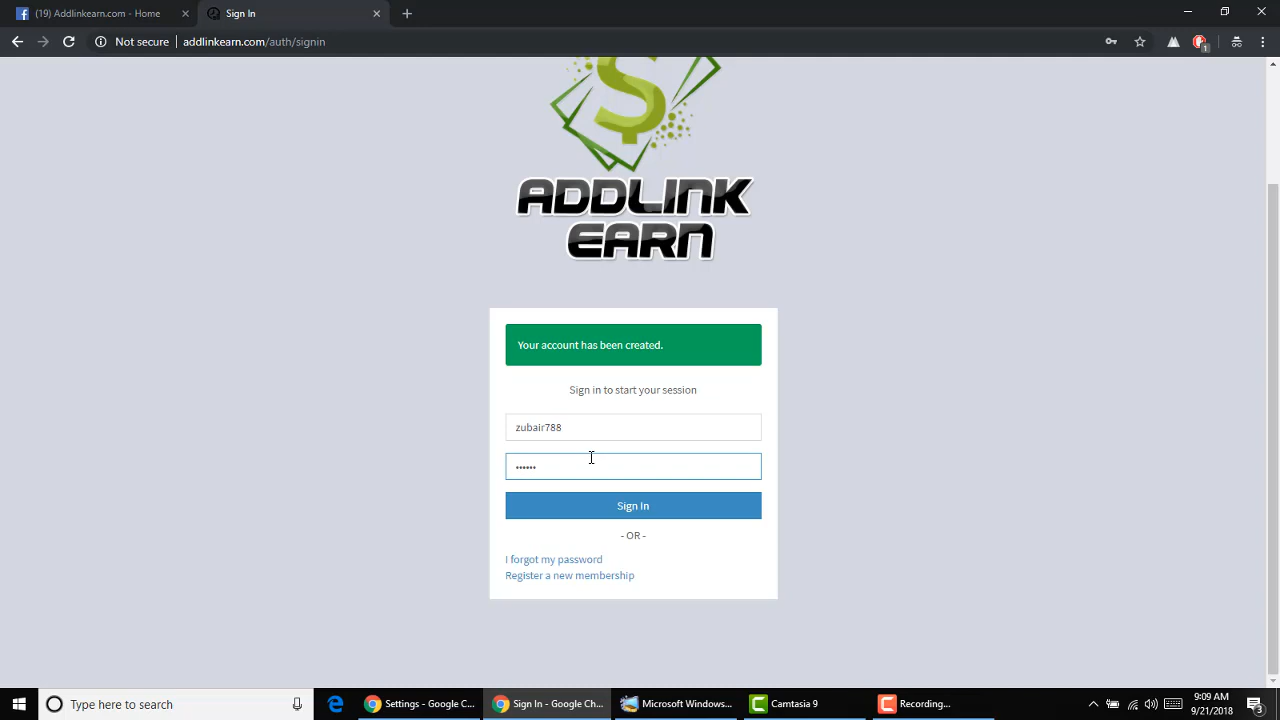 (19) Addlinkearn.com - Home
Sign In
Not secure
addlinkearn.com/auth/signin
1
$
ADDLINK
EARN
Your account has been created.
Sign in to start your session
zubair788
••••••
Sign In
- OR -
I forgot my password
Register a new membership
Type here to search
Settings - Google C...
Sign In - Google Ch...
Microsoft Windows...
Camtasia 9
Recording...
9:09 AM
9/21/2018